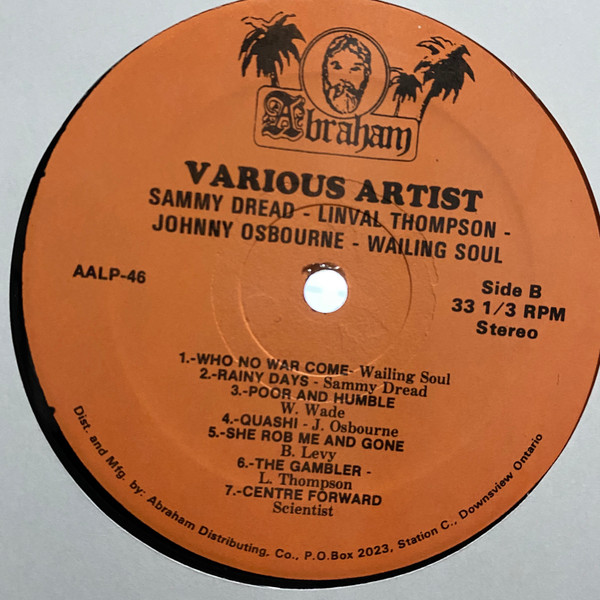 Abraham
VARIOUS ARTIST
SAMMY DREAD - LINVAL THOMPSON -
JOHNNY OSBOURNE - WAILING SOUL
AALP-46
Side B
33 1/3 RPM
Stereo
1.-WHO NO WAR COME- Wailing Soul
2.-RAINY DAYS - Sammy Dread
3.-POOR AND HUMBLE
W. Wade
4.-QUASHI - J. Osbourne
5.-SHE ROB ME AND GONE
B. Levy
6.-THE GAMBLER -
L. Thompson
7.-CENTRE FORWARD
Scientist
Dist. and Mfg. by: Abraham Distributing, Co., P.O.Box 2023, Station C., Downsview Ontario